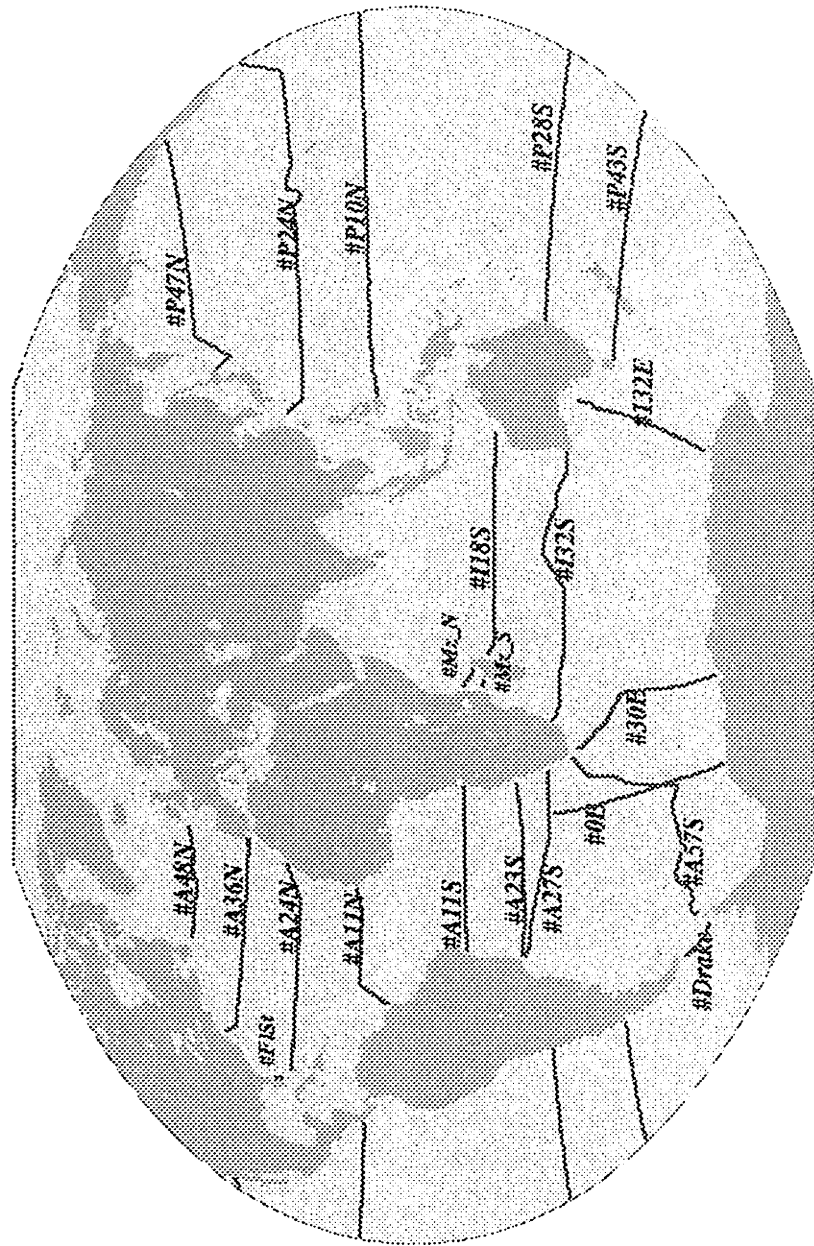 #A48N
#A36N
#A24N
#FlSt
#A11N
#A11S
#A23S
#A27S
#0E
#30E
#A57S
#Drake
#Mz_N
#Mz_S
#I18S
#I32S
#I32E
#P47N
#P24N
#P10N
#P28S
#P43S